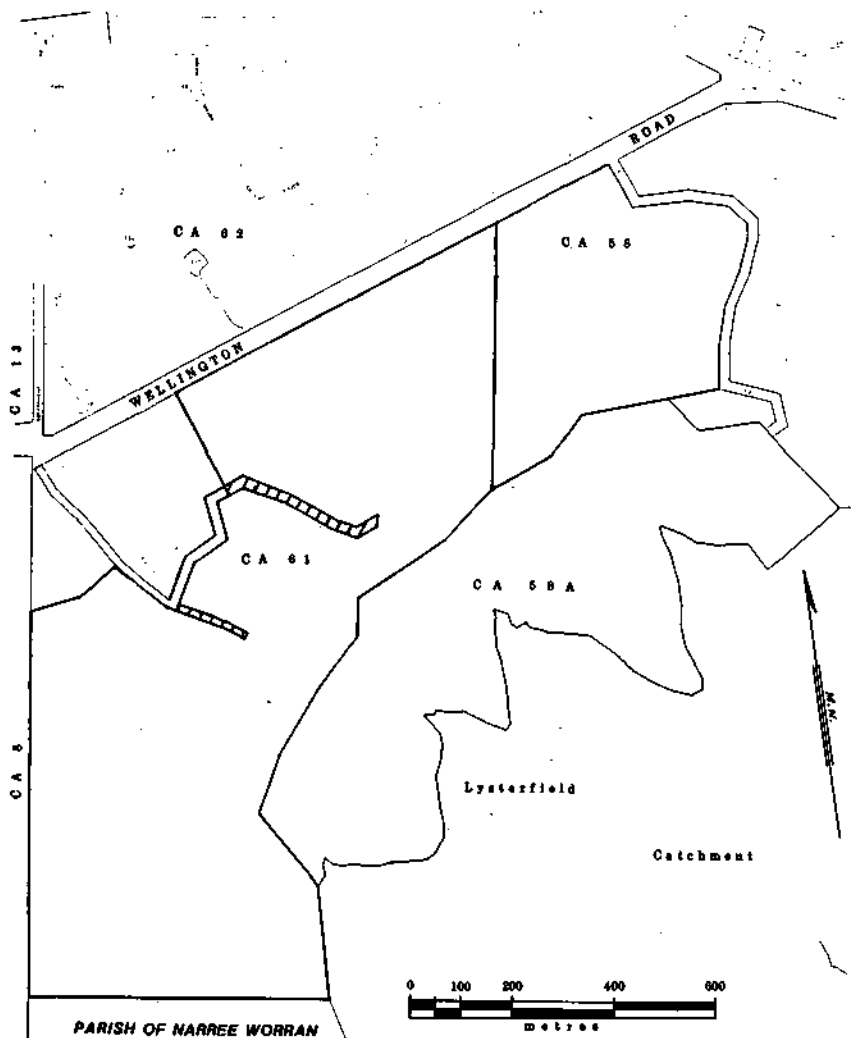 ROAD
CA 62
CA 58
CA 13
WELLINGTON
CA 61
CA 58A
M.N.
CA 5
Lysterfield
Catchment
0 100 200 400 600
metres
PARISH OF NARREE WORRAN